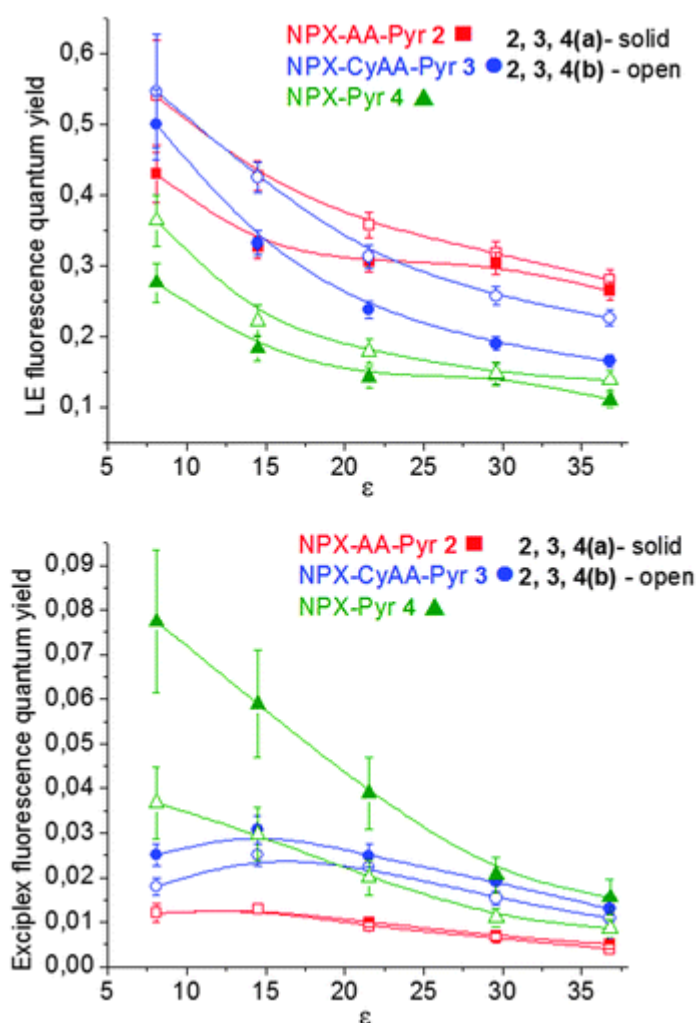 NPX-AA-Pyr 2 2, 3, 4(a)- solid
NPX-CyAA-Pyr 3 2, 3, 4(b) - open
NPX-Pyr 4
LE fluorescence quantum yield
0,6
0,5
0,4
0,3
0,2
0,1
5 10 15 20 25 30 35
ε
NPX-AA-Pyr 2 2, 3, 4(a)- solid
NPX-CyAA-Pyr 3 2, 3, 4(b) - open
NPX-Pyr 4
Exciplex fluorescence quantum yield
0,09
0,08
0,07
0,06
0,05
0,04
0,03
0,02
0,01
0,00
5 10 15 20 25 30 35
ε